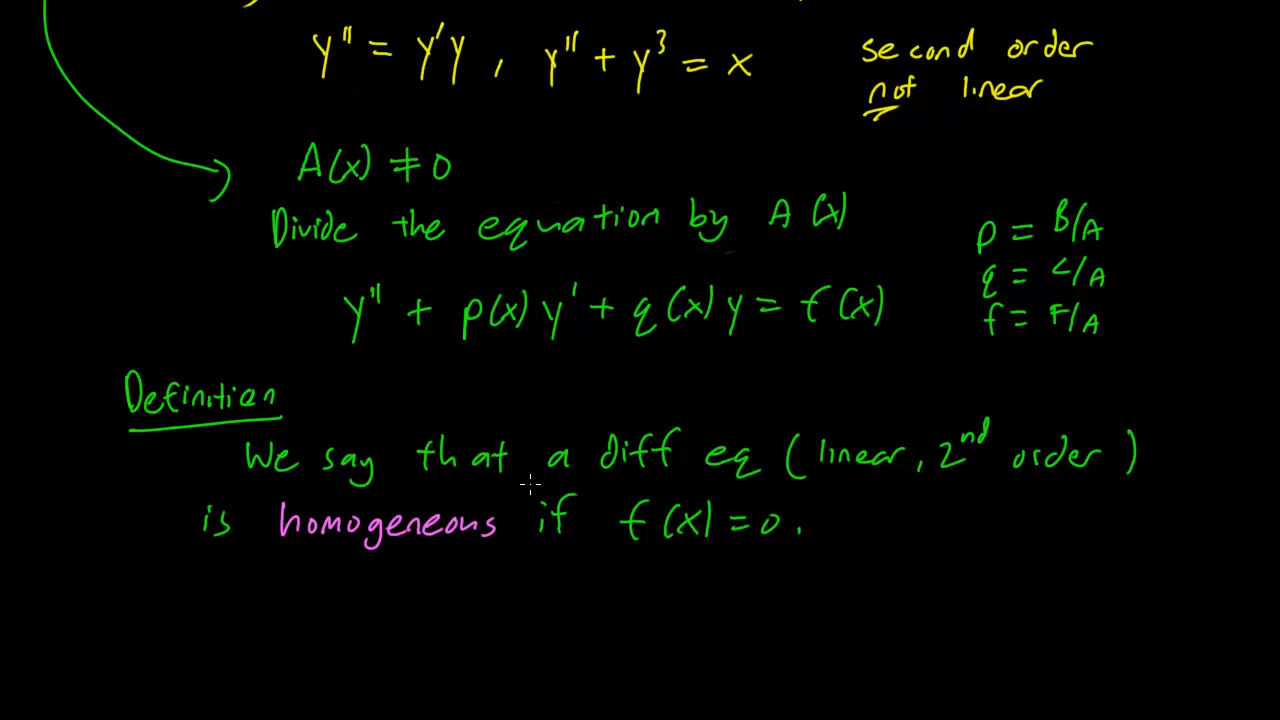 y'' = y'y , y'' + y³ = x
second order
not linear
A(x) ≠ 0
Divide the equation by A(x)
y'' + p(x) y' + q(x) y = f(x)
p = B/A
q = C/A
f = F/A
Definition
We say that a diff eq (linear, 2nd order)
is homogeneous if f(x) = 0.